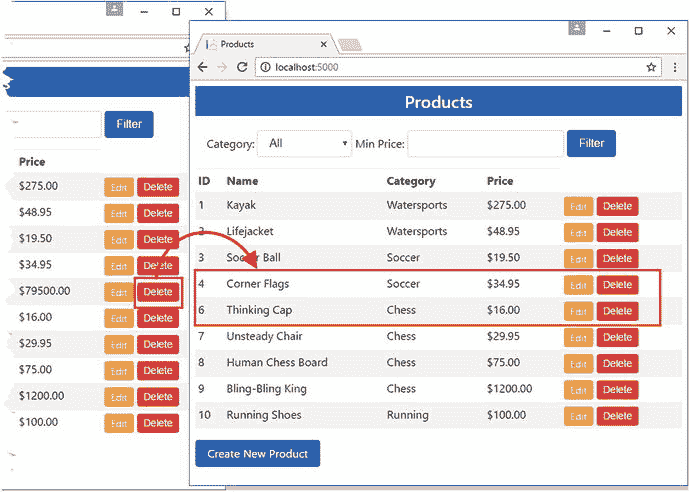 s
Filter
Price
$275.00 Edit Delete
$48.95 Edit Delete
$19.50 Edit Delete
$34.95 Edit Delete
$79500.00 Edit Delete
$16.00 Edit Delete
$29.95 Edit Delete
$75.00 Edit Delete
$1200.00 Edit Delete
$100.00 Edit Delete
Products
localhost:5000
Products
Category: All Min Price: Filter
ID Name Category Price
1 Kayak Watersports $275.00 Edit Delete
2 Lifejacket Watersports $48.95 Edit Delete
3 Soccer Ball Soccer $19.50 Edit Delete
4 Corner Flags Soccer $34.95 Edit Delete
6 Thinking Cap Chess $16.00 Edit Delete
7 Unsteady Chair Chess $29.95 Edit Delete
8 Human Chess Board Chess $75.00 Edit Delete
9 Bling-Bling King Chess $1200.00 Edit Delete
10 Running Shoes Running $100.00 Edit Delete
Create New Product